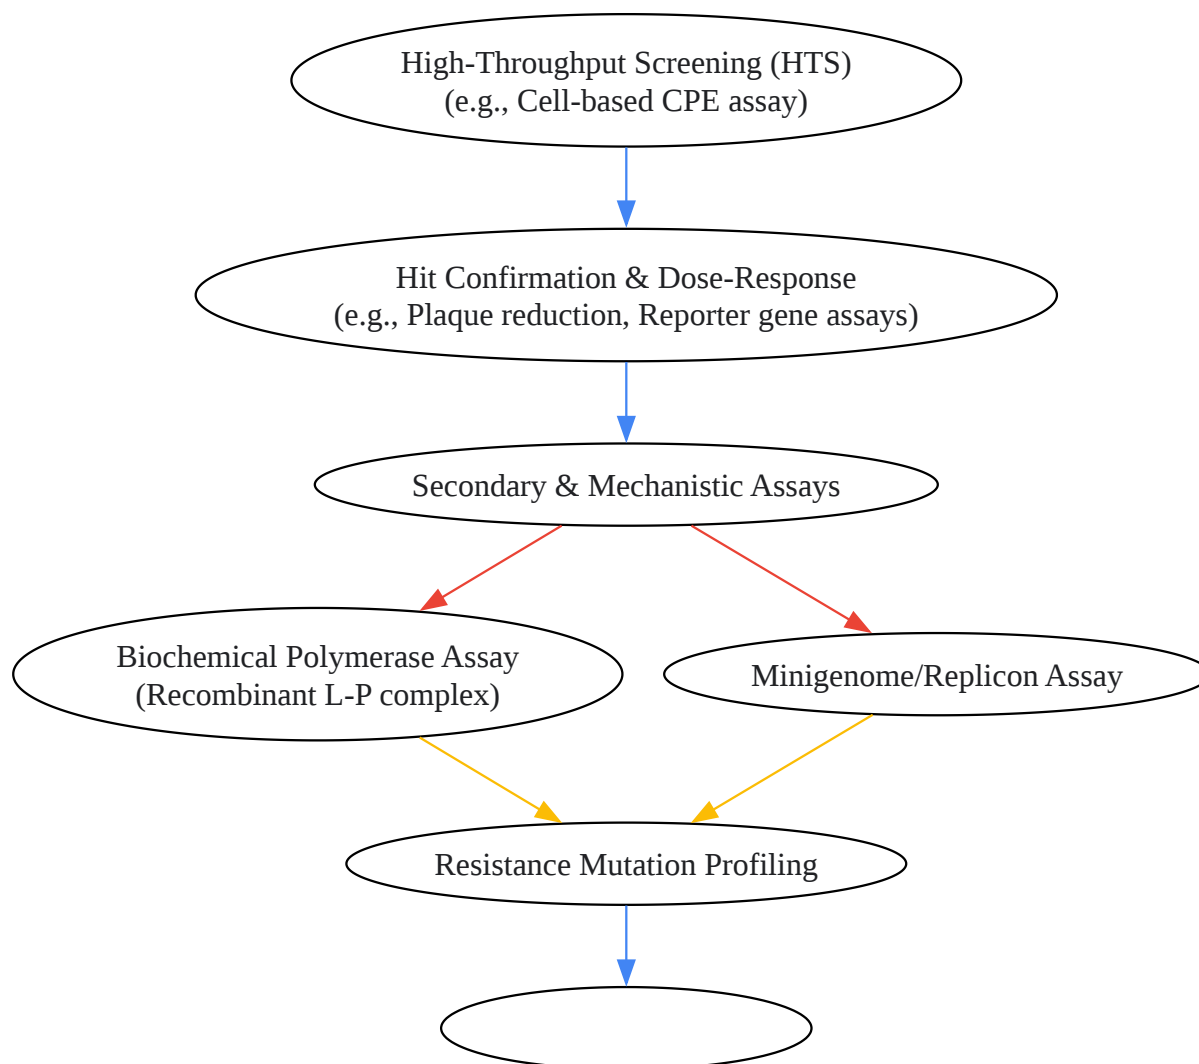 High-Throughput Screening (HTS)
(e.g., Cell-based CPE assay)
Hit Confirmation & Dose-Response
(e.g., Plaque reduction, Reporter gene assays)
Secondary & Mechanistic Assays
Biochemical Polymerase Assay
(Recombinant L-P complex)
Minigenome/Replicon Assay
Resistance Mutation Profiling